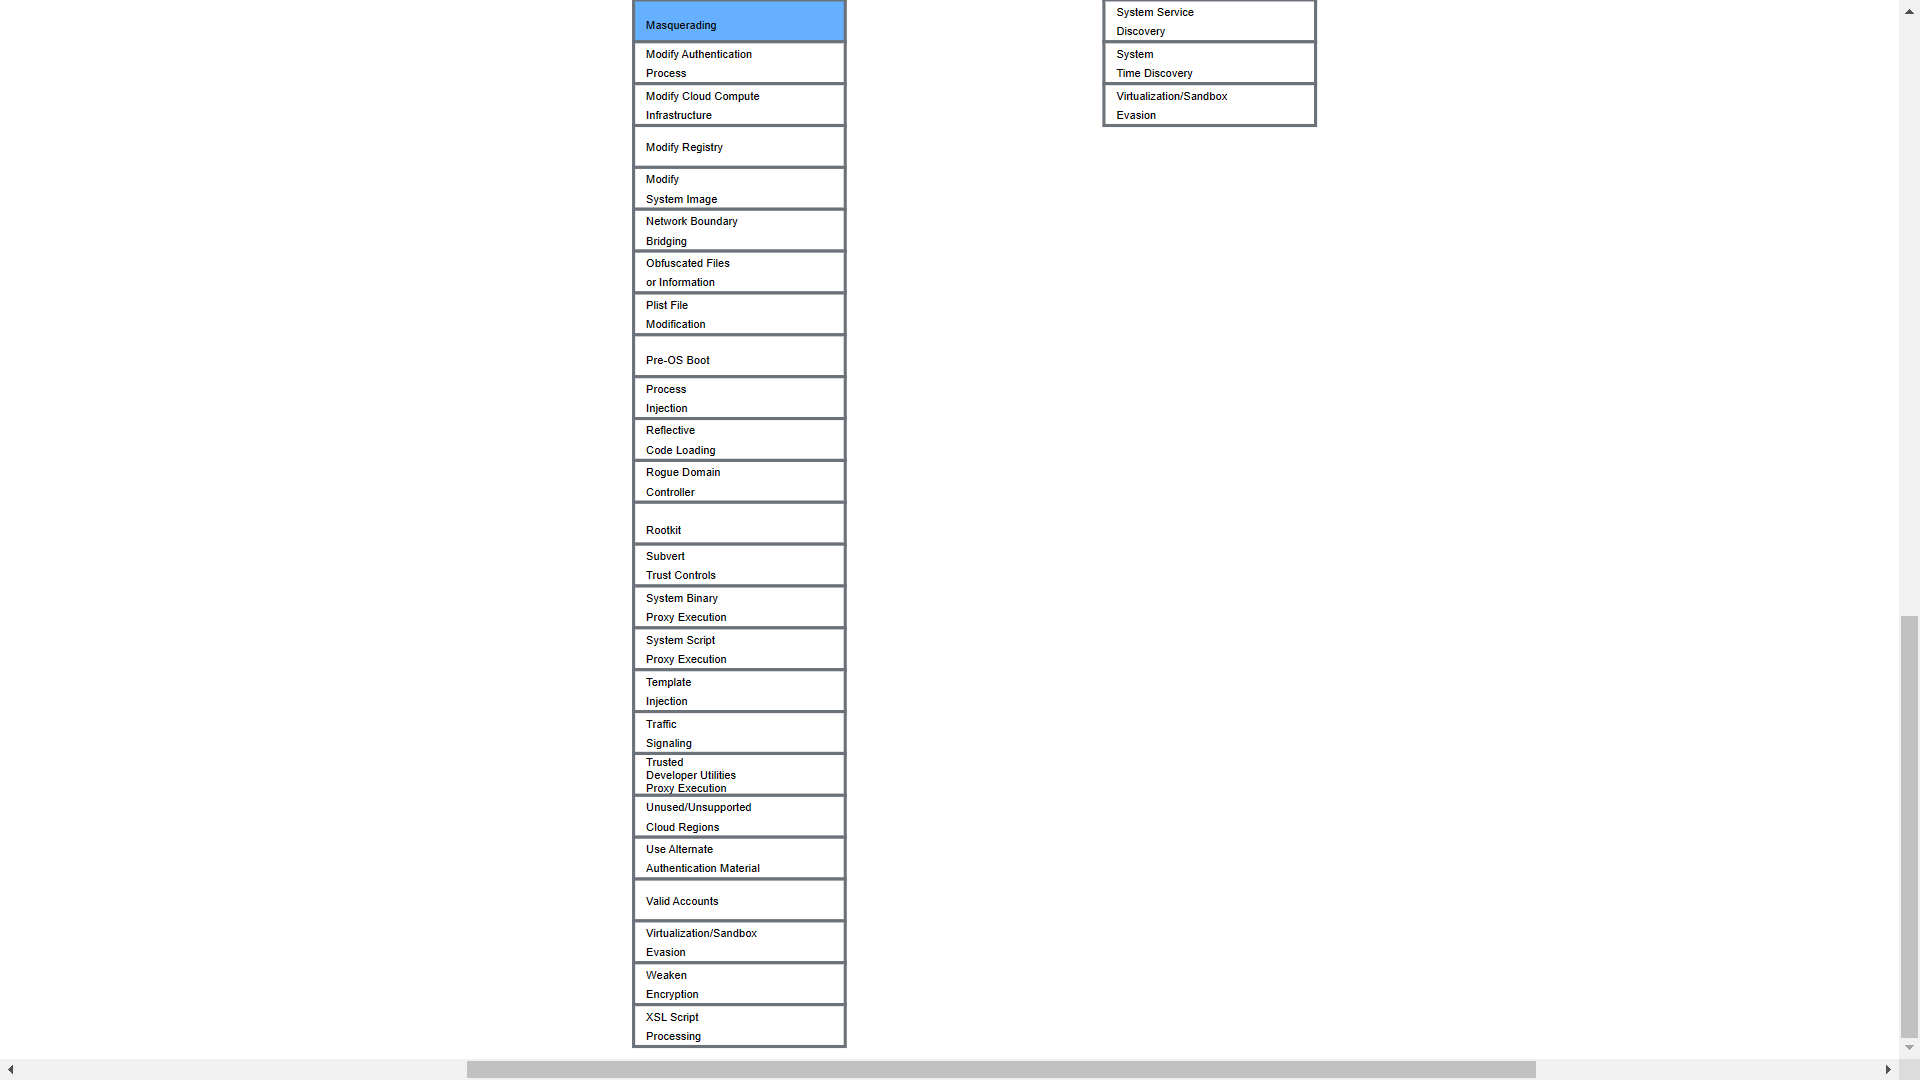 Masquerading
Modify Authentication
Process
Modify Cloud Compute
Infrastructure
Modify Registry
Modify
System Image
Network Boundary
Bridging
Obfuscated Files
or Information
Plist File
Modification
Pre-OS Boot
Process
Injection
Reflective
Code Loading
Rogue Domain
Controller
Rootkit
Subvert
Trust Controls
System Binary
Proxy Execution
System Script
Proxy Execution
Template
Injection
Traffic
Signaling
Trusted
Developer Utilities
Proxy Execution
Unused/Unsupported
Cloud Regions
Use Alternate
Authentication Material
Valid Accounts
Virtualization/Sandbox
Evasion
Weaken
Encryption
XSL Script
Processing
System Service
Discovery
System
Time Discovery
Virtualization/Sandbox
Evasion